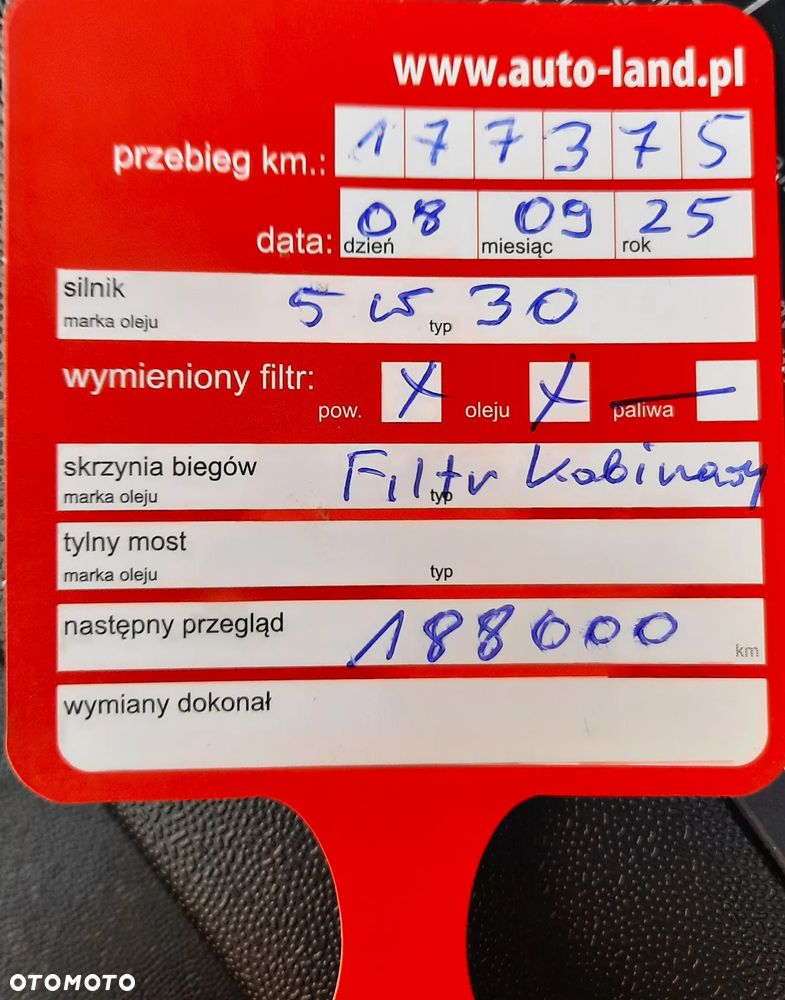 www.auto-land.pl
przebieg km.: 177375
data: 08 dzień 09 miesiąc 25 rok
silnik
marka oleju 5 w 30 typ
wymieniony filtr: pow. X oleju X paliwa —
skrzynia biegów Filtr Kabinowy
marka oleju typ
tylny most
marka oleju typ
następny przegląd 188000 km
wymiany dokonał
OTOMOTO